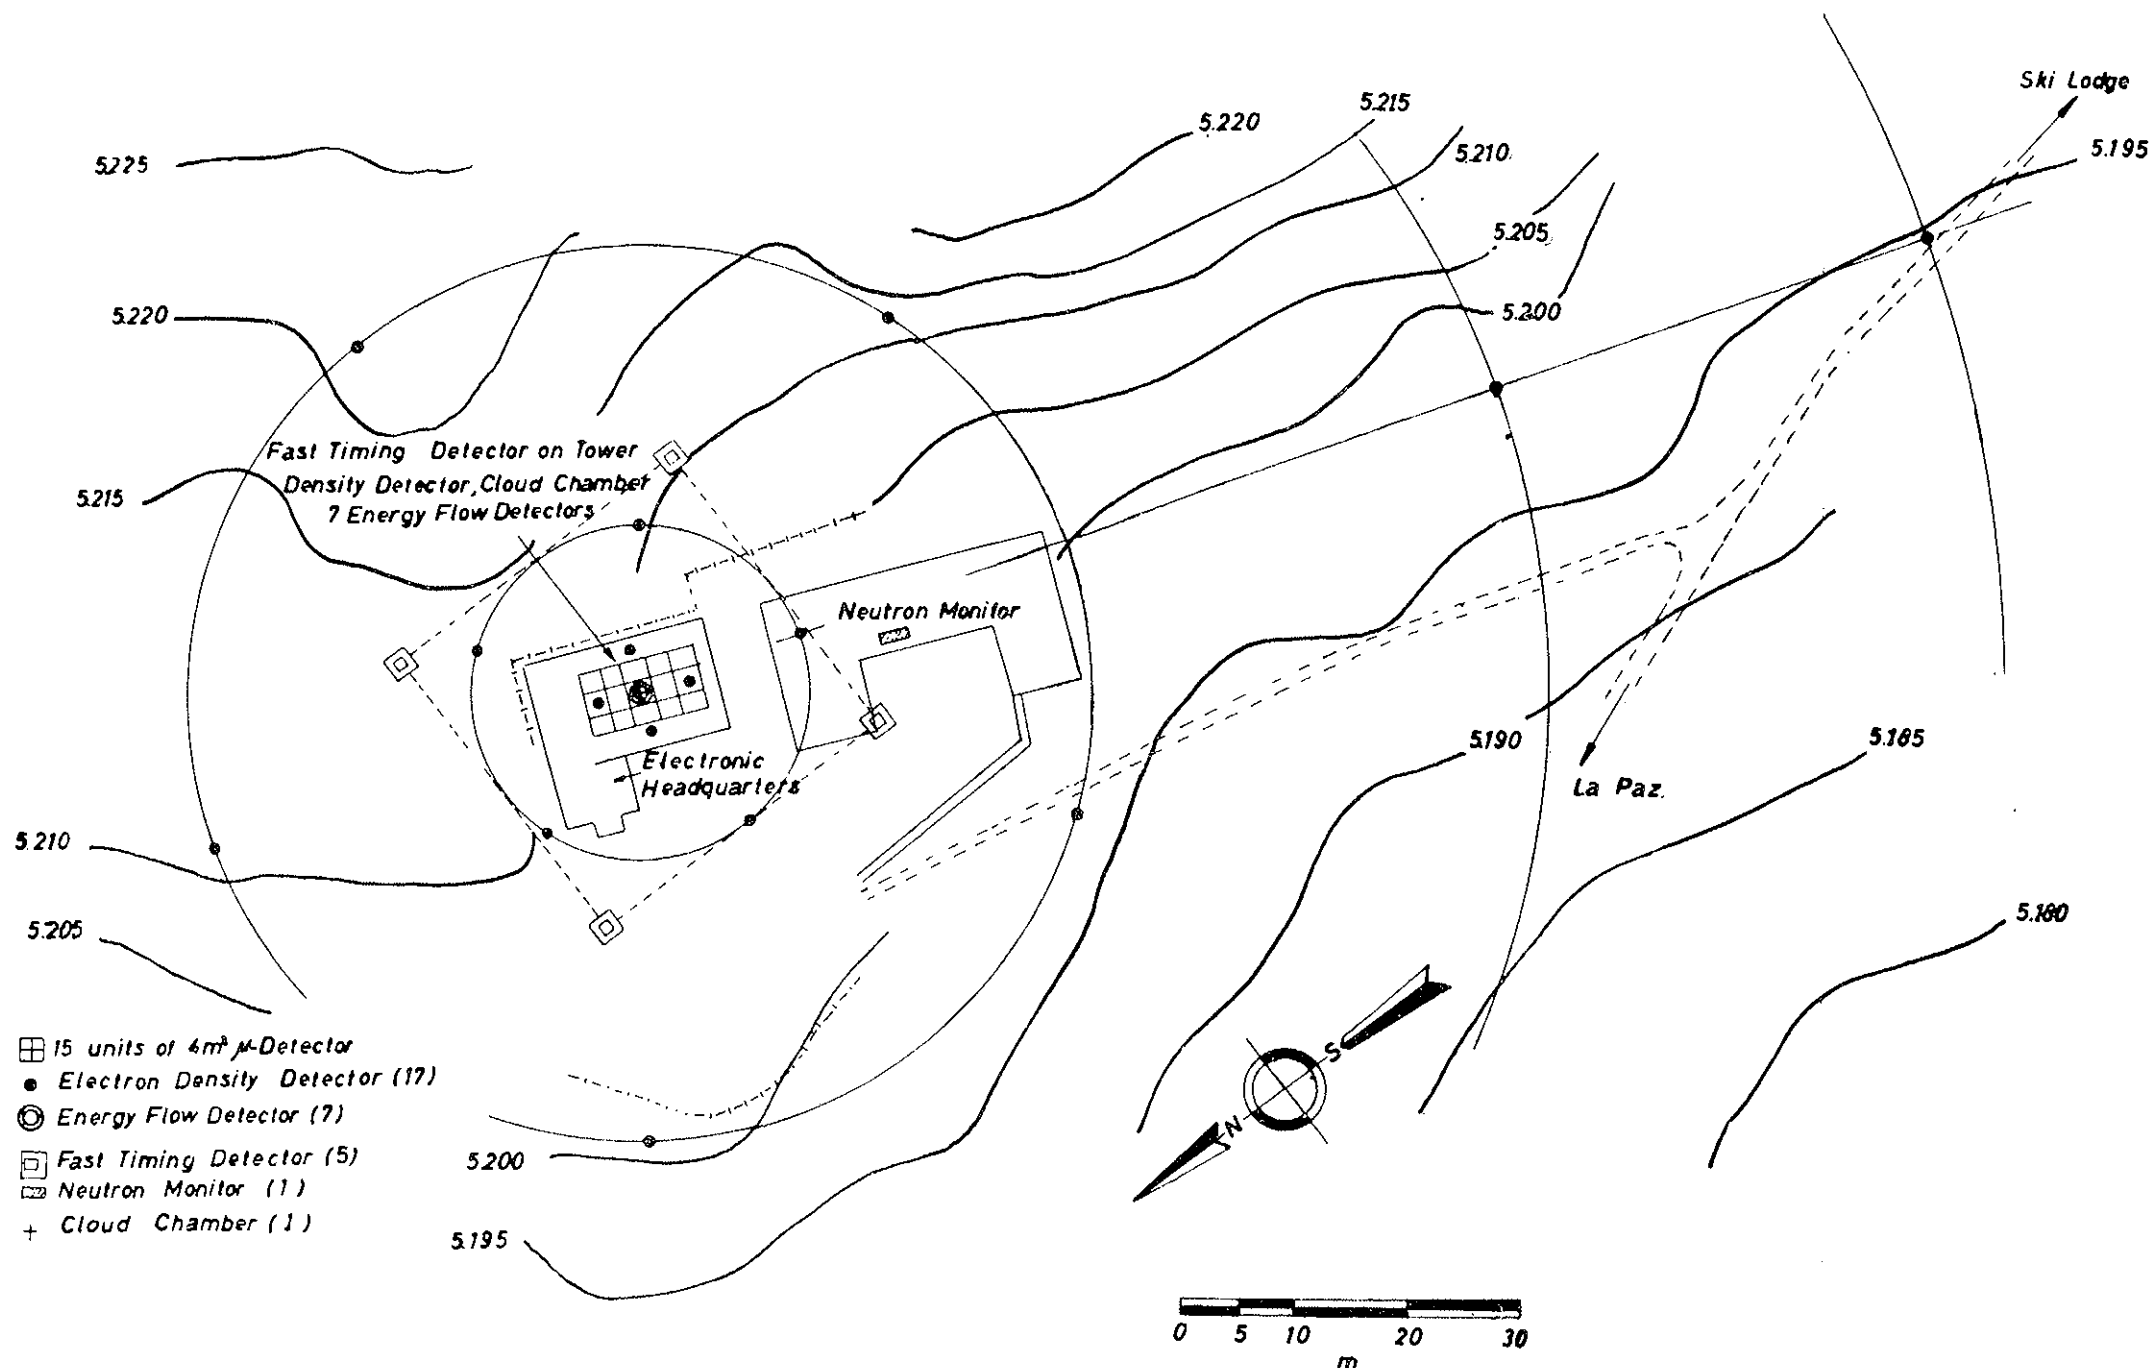 Ski Lodge
5.215
5.220
5.210
5.195
5.225
5.205
5.220
5.200
Fast Timing Detector on Tower
Density Detector, Cloud Chamber
7 Energy Flow Detectors
5.215
Neutron Monitor
5.190
5.185
Electronic
Headquarters
La Paz.
5.210
5.180
5.205
15 units of 4m² μ-Detector
Electron Density Detector (17)
Energy Flow Detector (7)
Fast Timing Detector (5)
Neutron Monitor (1)
Cloud Chamber (1)
S
N
5.200
5.195
0 5 10 20 30
m